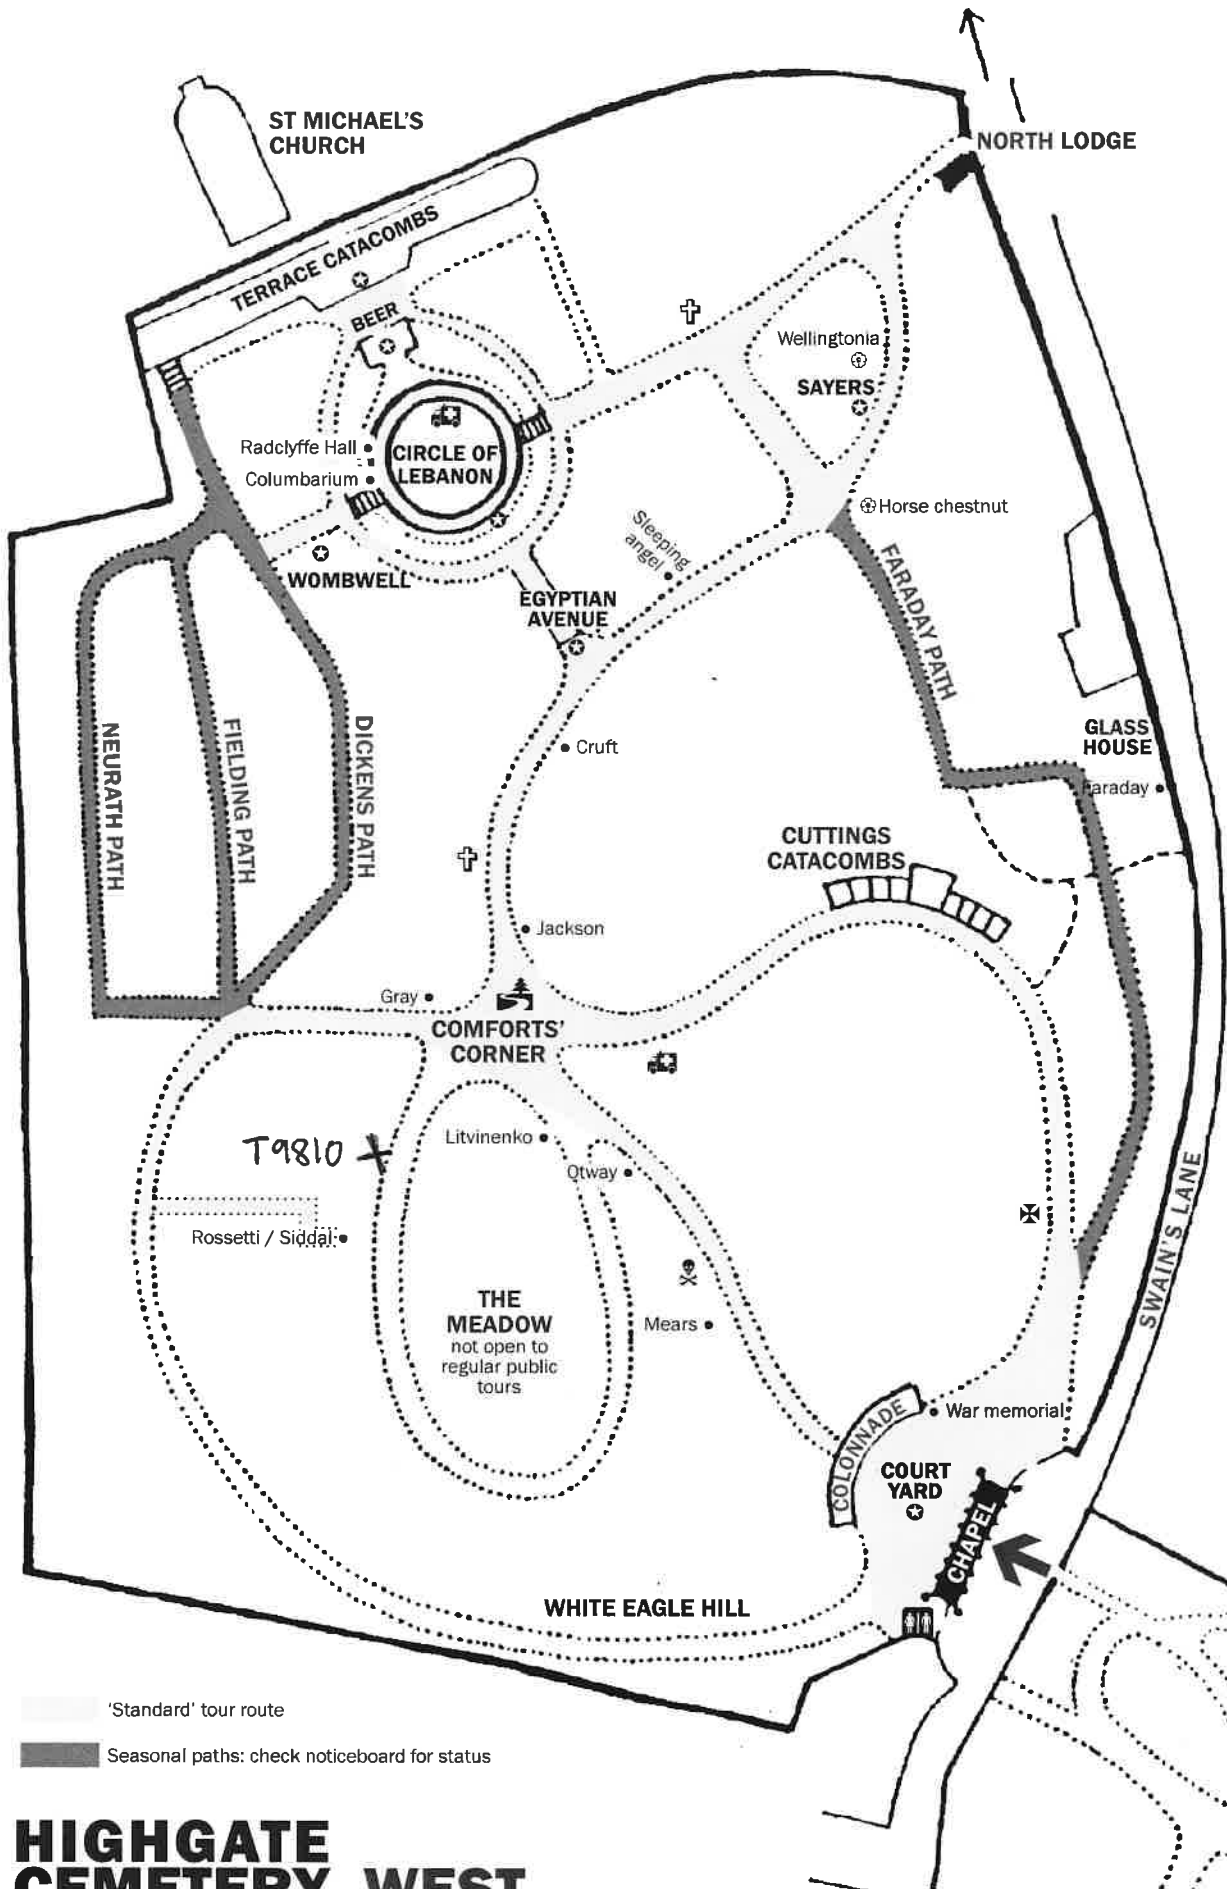 ST MICHAEL'S
CHURCH
NORTH LODGE
TERRACE CATACOMBS
BEER
Wellingtonia
SAYERS
Radclyffe Hall
Columbarium
CIRCLE OF
LEBANON
Horse chestnut
Sleeping
angel
WOMBWELL
EGYPTIAN
AVENUE
FARADAY PATH
NEURATH PATH
FIELDING PATH
DICKENS PATH
Cruft
GLASS
HOUSE
Faraday
CUTTINGS
CATACOMBS
Jackson
Gray
COMFORTS'
CORNER
T9810
Litvinenko
Otway
Rossetti / Siddal
SWAIN'S LANE
THE
MEADOW
not open to
regular public
tours
Mears
War memorial
COLONNADE
COURT
YARD
CHAPEL
WHITE EAGLE HILL
'Standard' tour route
Seasonal paths: check noticeboard for status
HIGHGATE
CEMETERY WEST